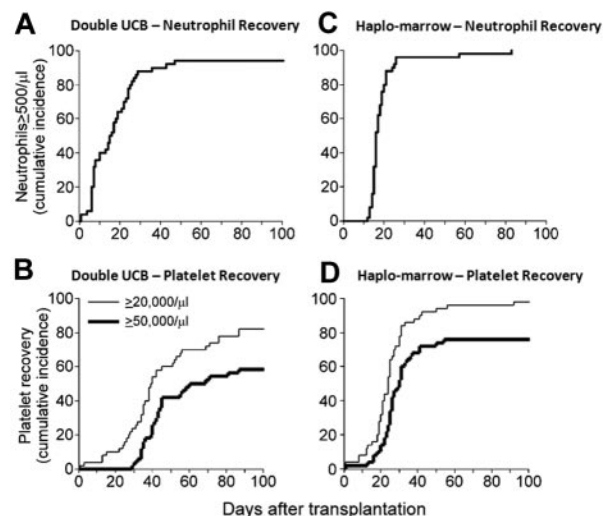 A Double UCB – Neutrophil Recovery
Neutrophils≥500/µl
(cumulative incidence)
100
80
60
40
20
0
0 20 40 60 80 100
C Haplo-marrow – Neutrophil Recovery
100
80
60
40
20
0
0 20 40 60 80 100
B Double UCB – Platelet Recovery
≥20,000/µl
≥50,000/µl
Platelet recovery
(cumulative incidence)
100
80
60
40
20
0
0 20 40 60 80 100
D Haplo-marrow – Platelet Recovery
100
80
60
40
20
0
0 20 40 60 80 100
Days after transplantation